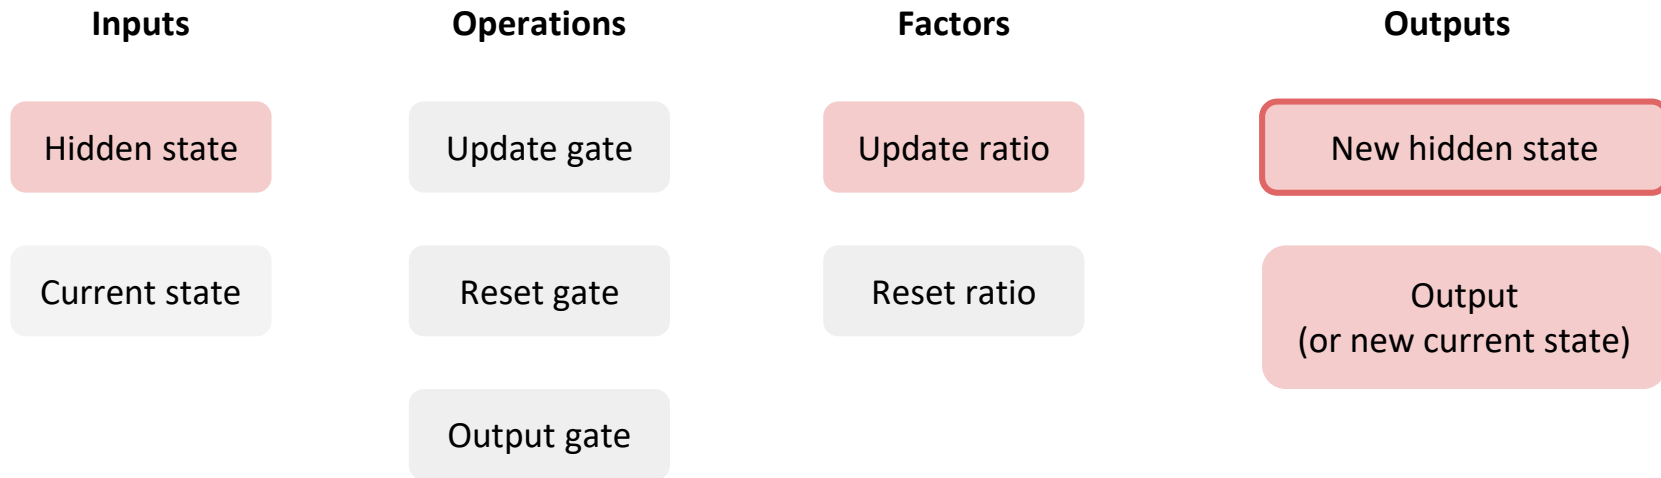 Inputs
Operations
Factors
Outputs
Hidden state
Update gate
Update ratio
New hidden state
Current state
Reset gate
Reset ratio
Output
(or new current state)
Output gate